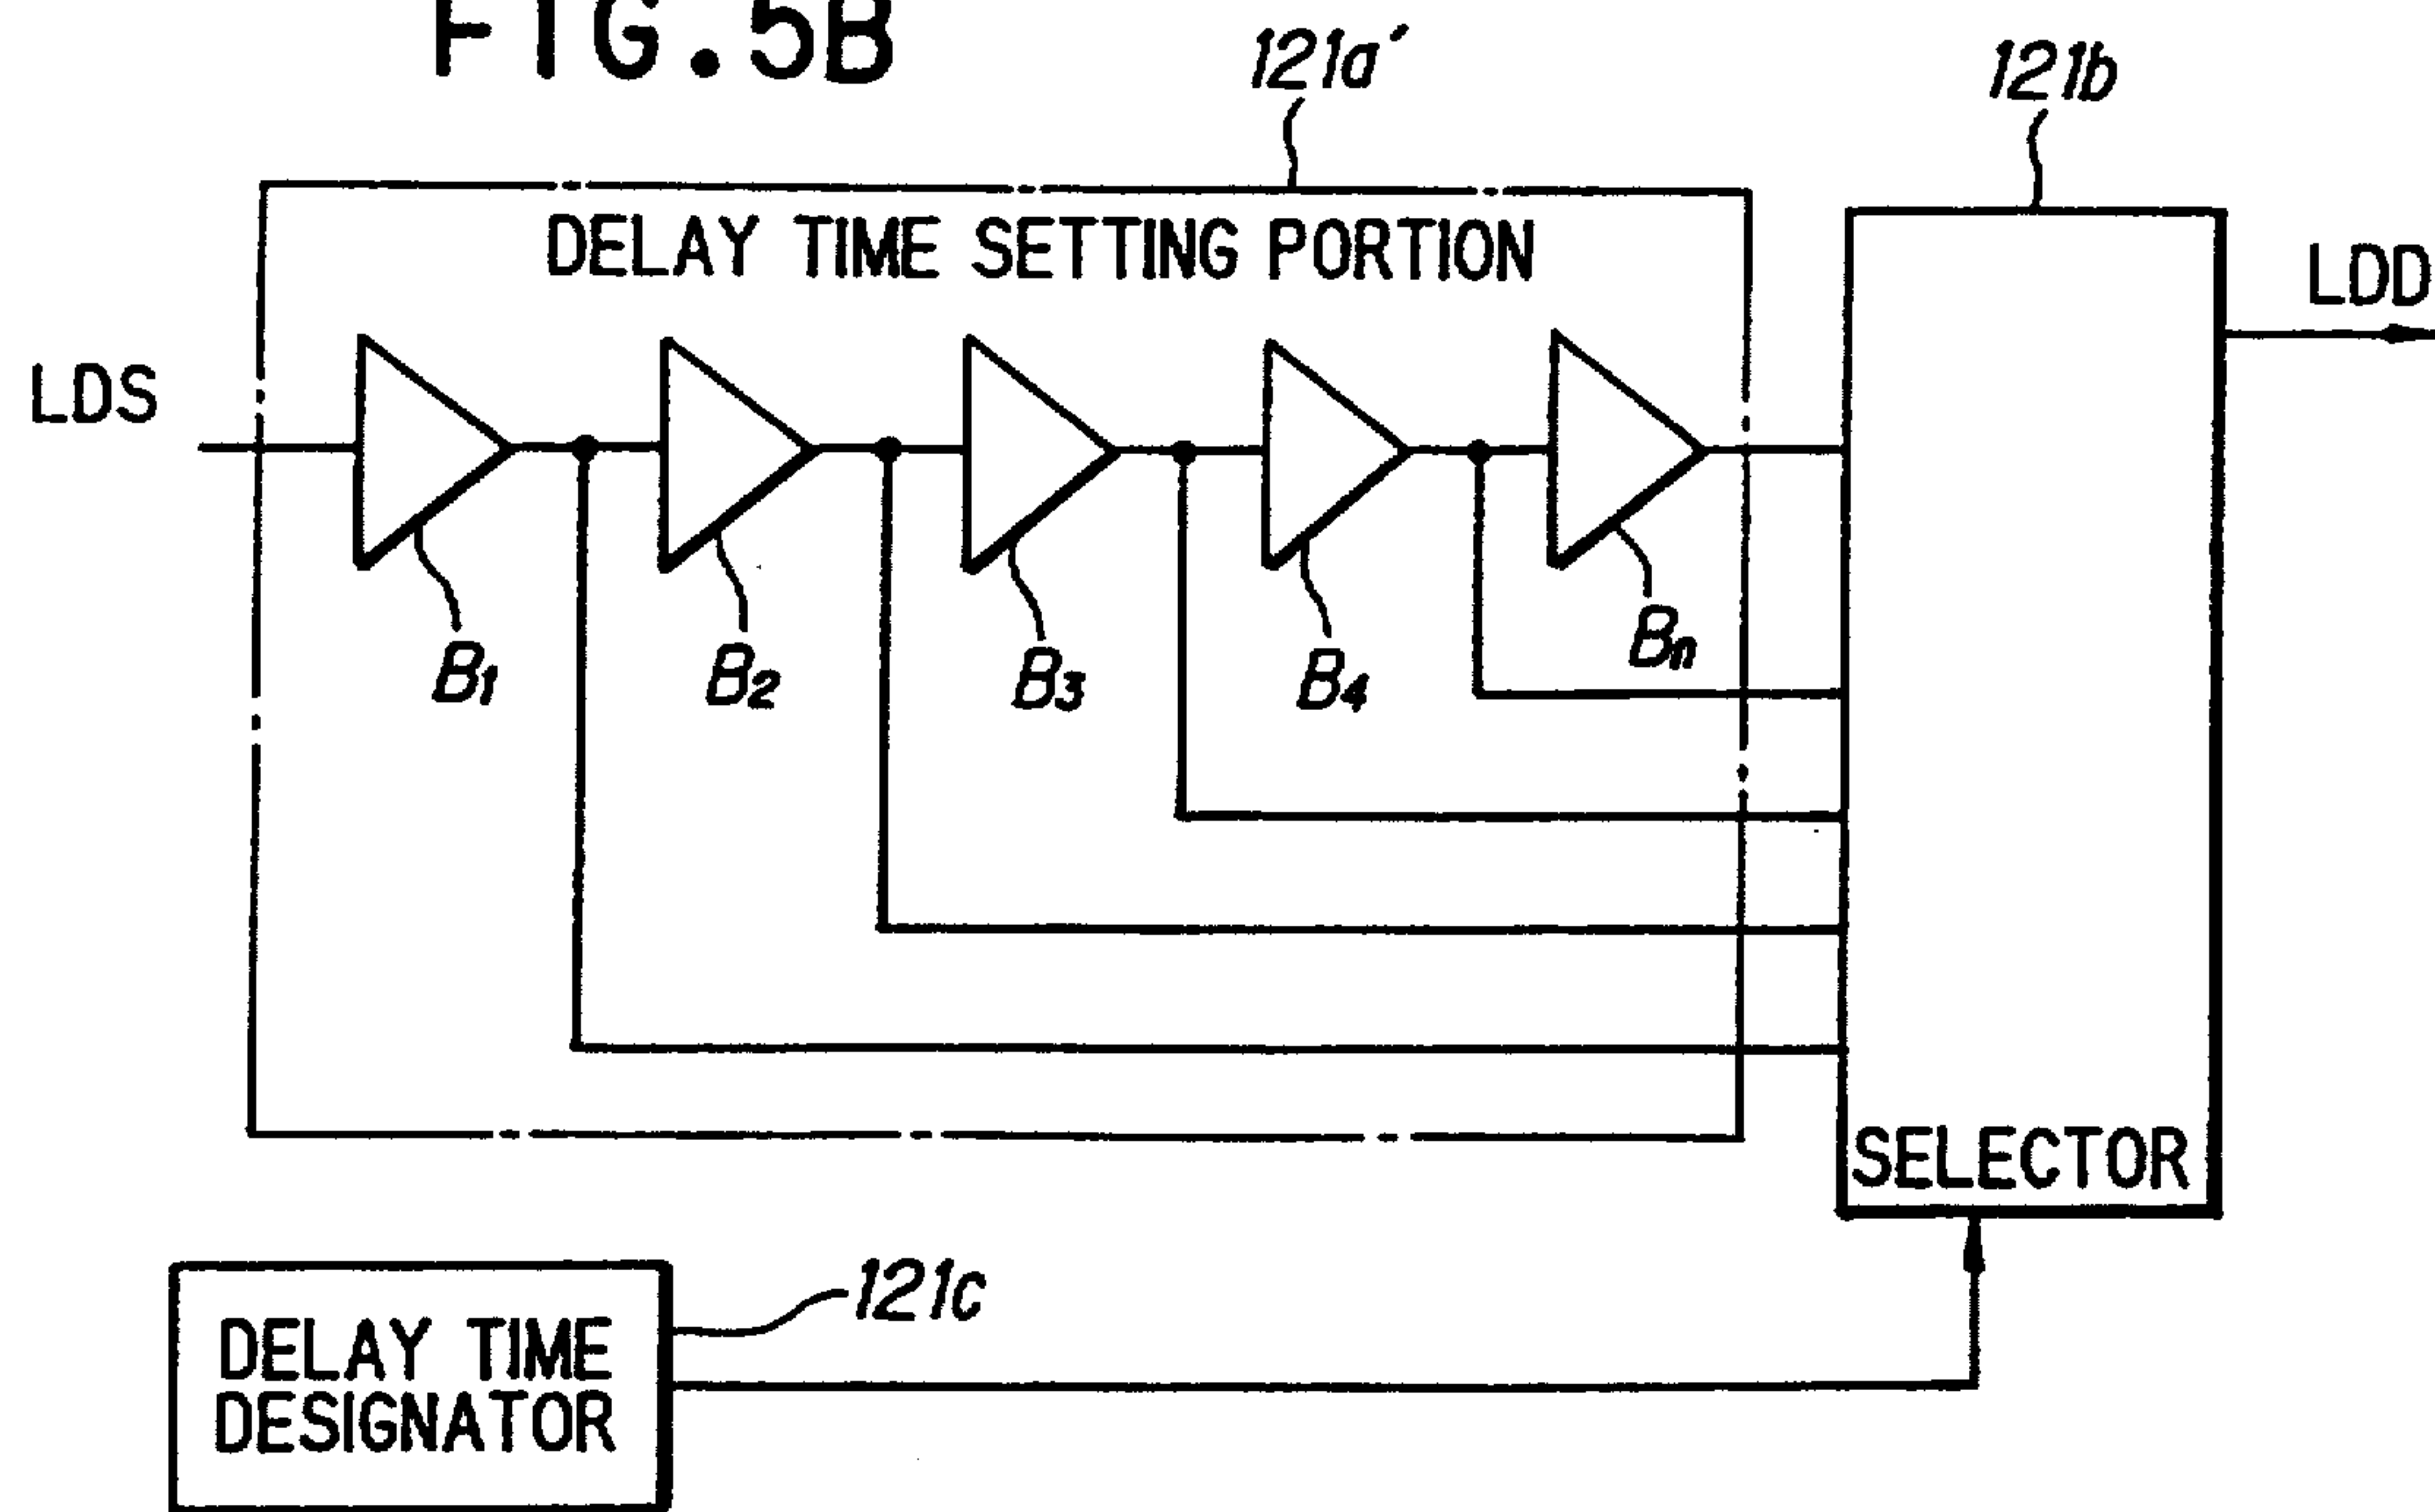 FIG.5B
121a′
121b
DELAY TIME SETTING PORTION
LDD
LDS
B1
B2
B3
B4
Bn
SELECTOR
121c
DELAY TIME
DESIGNATOR